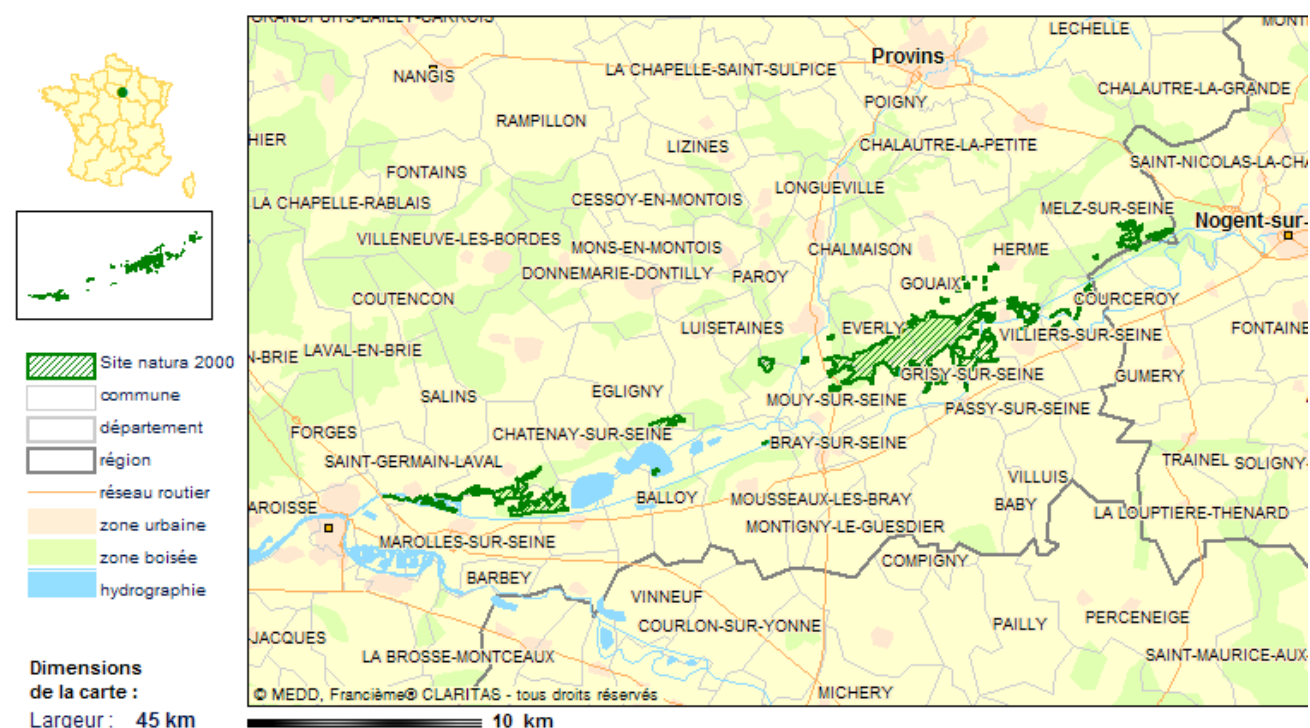 GRANDPUITS-BAILLY-CARROIS
LECHELLE
Provins
NANGIS
LA CHAPELLE-SAINT-SULPICE
CHALAUTRE-LA-GRANDE
POIGNY
RAMPILLON
HIER
LIZINES
CHALAUTRE-LA-PETITE
SAINT-NICOLAS-LA-CHA
FONTAINS
LONGUEVILLE
LA CHAPELLE-RABLAIS
CESSOY-EN-MONTOIS
MELZ-SUR-SEINE
Nogent-sur-
VILLENEUVE-LES-BORDES
MONS-EN-MONTOIS
CHALMAISON
HERME
DONNEMARIE-DONTILLY
PAROY
GOUAIX
COUTENCON
COURCEROY
LUISETAINES
EVERLY
VILLIERS-SUR-SEINE
FONTAINE
N-BRIE
LAVAL-EN-BRIE
GRISY-SUR-SEINE
GUMERY
EGLIGNY
SALINS
MOUY-SUR-SEINE
PASSY-SUR-SEINE
FORGES
CHATENAY-SUR-SEINE
BRAY-SUR-SEINE
SAINT-GERMAIN-LAVAL
TRAINEL
SOLIGNY-
VILLUIS
BALLOY
MOUSSEAUX-LES-BRAY
BABY
AROISSE
LA LOUPTIERE-THENARD
MONTIGNY-LE-GUESDIER
MAROLLES-SUR-SEINE
COMPIGNY
BARBEY
VINNEUF
COURLON-SUR-YONNE
PAILLY
PERCENEIGE
-JACQUES
LA BROSSE-MONTCEAUX
SAINT-MAURICE-AUX-
MICHERY
© MEDD, Francième® CLARITAS - tous droits réservés
10 km
Site natura 2000
commune
département
région
réseau routier
zone urbaine
zone boisée
hydrographie
Dimensions
de la carte :
Largeur : 45 km